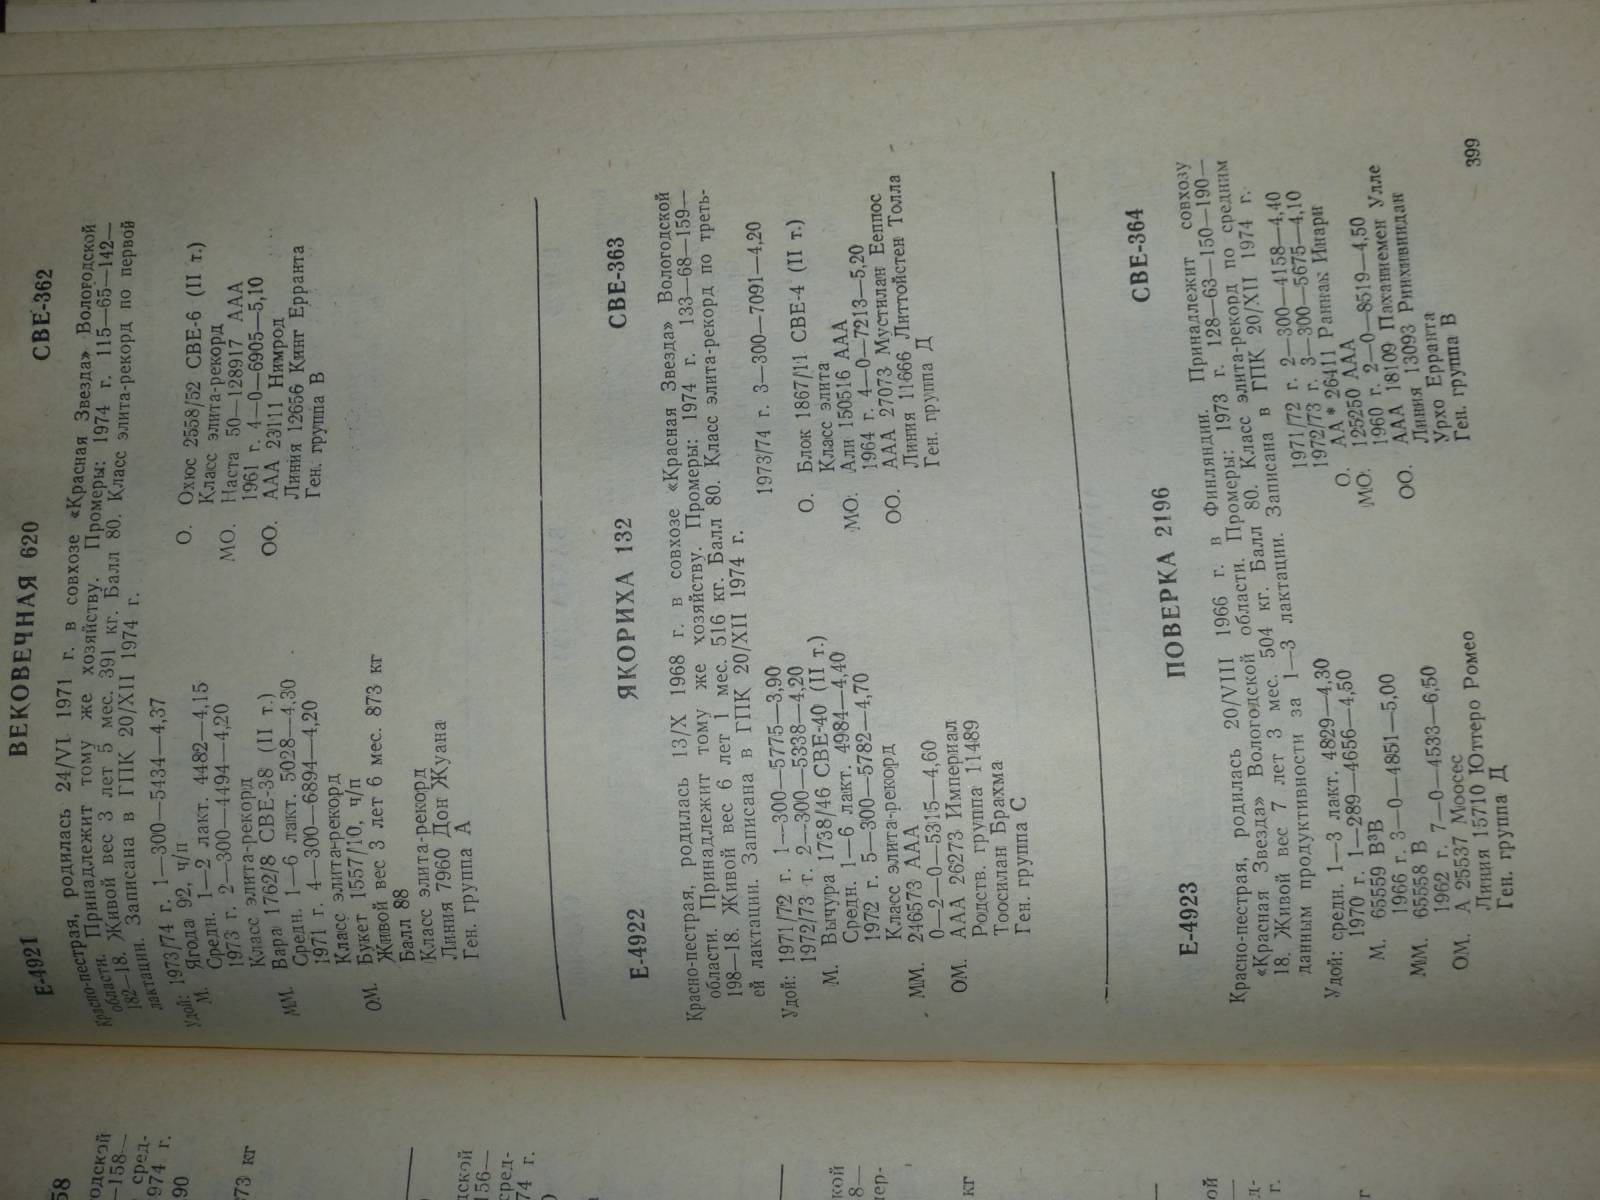 Е-4921 ВЕКОВЕЧНАЯ 620 СВЕ-362
Красно-пестрая, родилась 24/VI 1971 г. в совхозе «Красная Звезда» Вологодской
области. Принадлежит тому же хозяйству. Промеры: 1974 г. 115—65—142—
182—18. Живой вес 3 лет 5 мес. 391 кг. Балл 80. Класс элита-рекорд по первой
лактации. Записана в ГПК 20/XII 1974 г.
Удой: 1973/74 г. 1—300—5434—4,37
М. Ягода 92, ч/п
Средн. 1—2 лакт. 4482—4,15
1973 г. 2—300—4494—4,20
Класс элита-рекорд
ММ. Вара 1762/8 СВЕ-38 (II т.)
Средн. 1—6 лакт. 5028—4,30
1971 г. 4—300—6894—4,20
Класс элита-рекорд
ОМ. Букет 1557/10, ч/п
Живой вес 3 лет 6 мес. 873 кг
Балл 88
Класс элита-рекорд
Линия 7960 Дон Жуана
Ген. группа А
О. Охюс 2558/52 СВЕ-6 (II т.)
Класс элита-рекорд
МО. Наста 50—128917 ААА
1961 г. 4—0—6905—5,10
ОО. ААА 23111 Нимрод
Линия 12656 Кинг Ерранта
Ген. группа В
Е-4922 ЯКОРИХА 132 СВЕ-363
Красно-пестрая, родилась 13/X 1968 г. в совхозе «Красная Звезда» Вологодской
области. Принадлежит тому же хозяйству. Промеры: 1974 г. 133—68—159—
198—18. Живой вес 6 лет 1 мес. 516 кг. Балл 80. Класс элита-рекорд по треть-
ей лактации. Записана в ГПК 20/XII 1974 г.
Удой: 1971/72 г. 1—300—5775—3,90
1972/73 г. 2—300—5338—4,20
1973/74 г. 3—300—7091—4,20
М. Вычура 1738/46 СВЕ-40 (II т.)
Средн. 1—6 лакт. 4984—4,40
1972 г. 5—300—5782—4,70
Класс элита-рекорд
ММ. 246573 ААА
0—2—0—5315—4,60
ОМ. ААА 26273 Империал
Родств. группа 11489
Тоосилан Брахма
Ген. группа С
О. Блок 1867/11 СВЕ-4 (II т.)
Класс элита
МО. Али 150516 ААА
1964 г. 4—0—7213—5,20
ОО. ААА 27073 Мустилан Ееппос
Линия 11666 Литтойстен Толла
Ген. группа Д
Е-4923 ПОВЕРКА 2196 СВЕ-364
Красно-пестрая, родилась 20/VII 1966 г. в Финляндии. Принадлежит совхозу
«Красная Звезда» Вологодской области. Промеры: 1973 г. 128—63—150—190—
18. Живой вес 7 лет 3 мес. 504 кг. Балл 80. Класс элита-рекорд по средним
данным продуктивности за 1—3 лактации. Записана в ГПК 20/XII 1974 г.
Удой: средн. 1—3 лакт. 4829—4,30
1970 г. 1—289—4656—4,50
1971/72 г. 2—300—4158—4,40
1972/73 г. 3—300—5675—4,10
М. 65559 В³В
1966 г. 3—0—4851—5,00
ММ. 65558 В
1962 г. 7—0—4533—6,50
ОМ. А 25537 Моосес
Линия 15710 Юттеро Ромео
Ген. группа Д
О. АА * 26411 Раннак Инари
МО. 125250 ААА
1960 г. 2—0—8519—4,50
ОО. ААА 18109 Паханиемен Улле
Линия 13093 Ринхивиидан
Урхо Ерранта
Ген. группа В
399
58
одской
—158—
сред-
974 г.
90
73 кг
156—
сред-
74 г.
кой
8—
пер-
кг
ой
г.